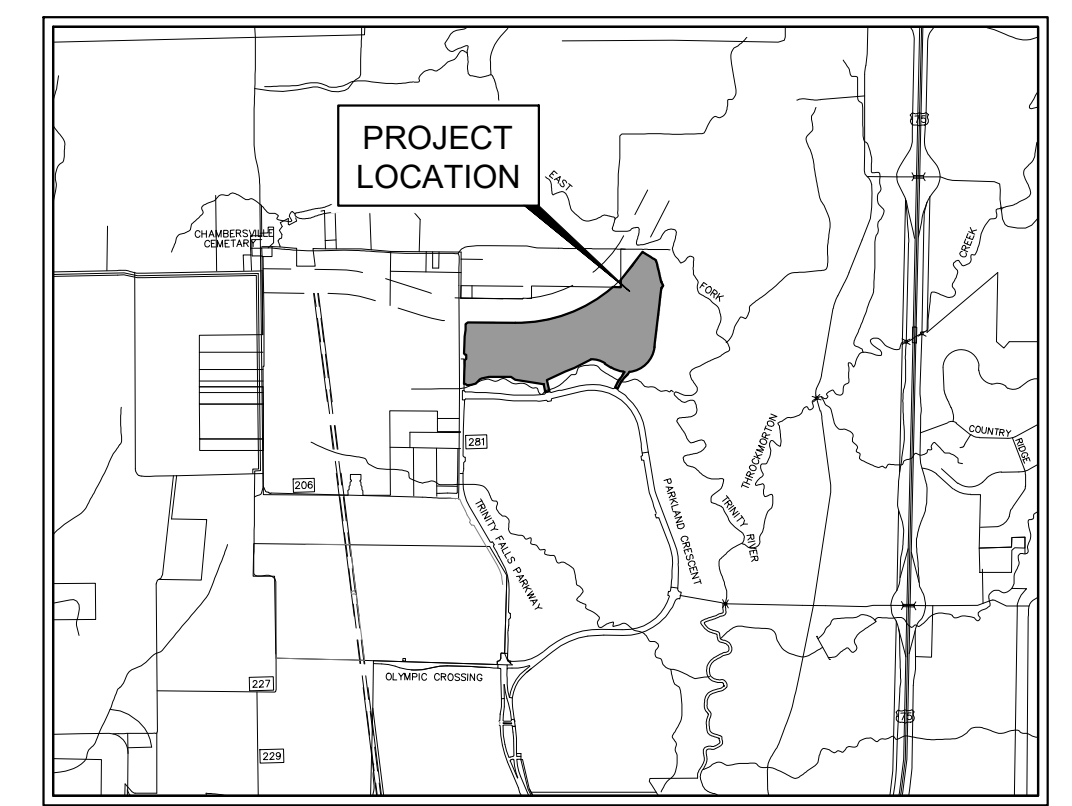 75
PROJECT
LOCATION
EAST
CHAMBERSVILLE
CEMETARY
CREEK
FORK
COUNTRY
RIDGE
THROCKMORTON
281
206
PARKLAND CRESCENT
TRINITY RIVER
TRINITY FALLS PARKWAY
OLYMPIC CROSSING
227
75
229